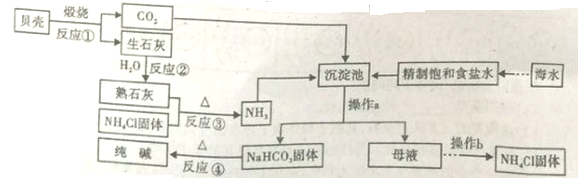 贝壳
煅烧
反应①
CO₂
生石灰
H₂O 反应②
熟石灰
NH₄Cl固体
△
反应③
NH₃
沉淀池
精制饱和食盐水
海水
操作a
纯碱
△
反应④
NaHCO₃固体
母液
操作b
NH₄Cl固体